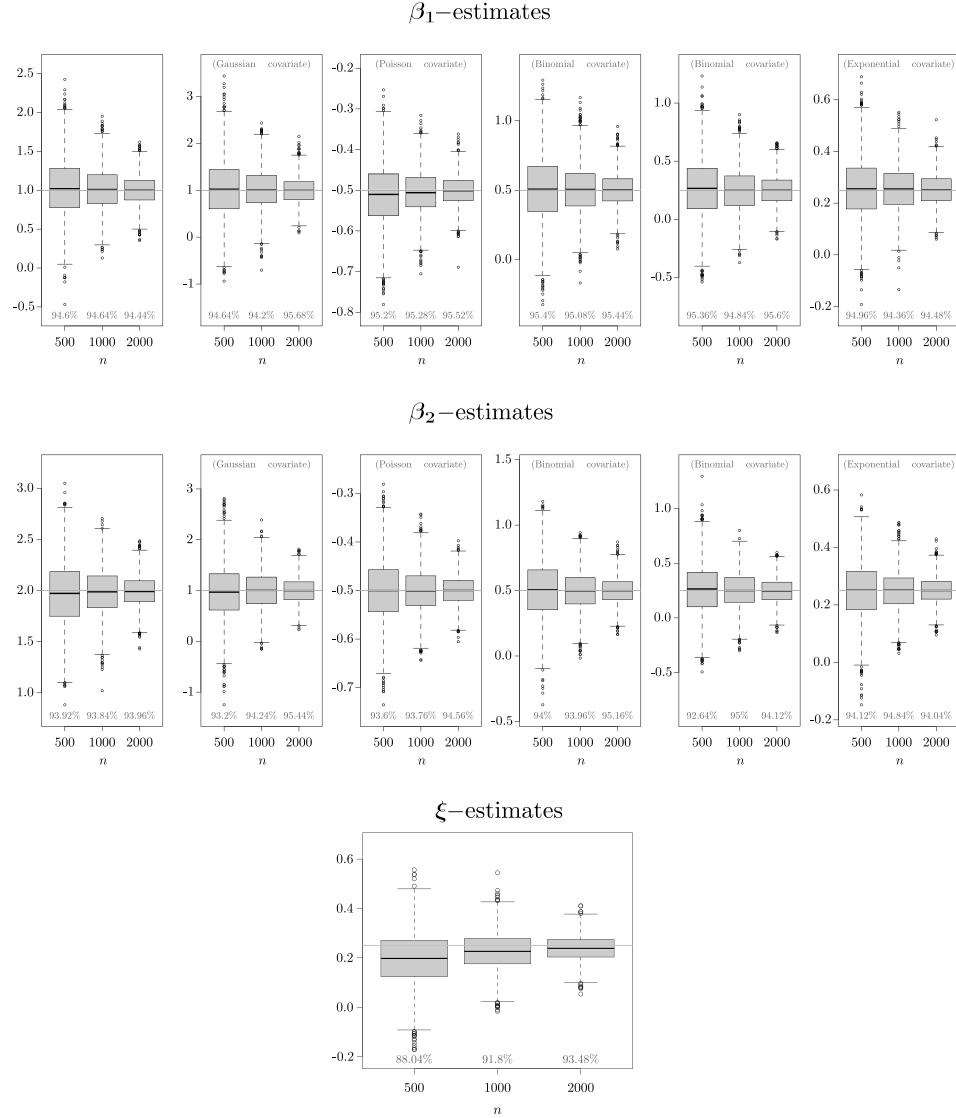 β₁−estimates
(Gaussian covariate) (Poisson covariate) (Binomial covariate) (Binomial covariate) (Exponential covariate)
2.5 2.0 1.5 1.0 0.5 0.0 -0.5
3 2 1 0 -1
-0.2 -0.3 -0.4 -0.5 -0.6 -0.7 -0.8
1.0 0.5 0.0
1.0 0.5 0.0 -0.5
0.6 0.4 0.2 0.0 -0.2
94.6% 94.64% 94.44% 94.64% 94.2% 95.68% 95.2% 95.28% 95.52% 95.4% 95.08% 95.44% 95.36% 94.84% 95.6% 94.96% 94.36% 94.48%
500 1000 2000 500 1000 2000 500 1000 2000 500 1000 2000 500 1000 2000 500 1000 2000
n n n n n n
β₂−estimates
(Gaussian covariate) (Poisson covariate) (Binomial covariate) (Binomial covariate) (Exponential covariate)
3.0 2.5 2.0 1.5 1.0
3 2 1 0 -1
-0.3 -0.4 -0.5 -0.6 -0.7
1.5 1.0 0.5 0.0 -0.5
1.0 0.5 0.0 -0.5
0.6 0.4 0.2 0.0 -0.2
93.92% 93.84% 93.96% 93.2% 94.24% 95.44% 93.6% 93.76% 94.56% 94% 93.96% 95.16% 92.64% 95% 94.12% 94.12% 94.84% 94.04%
500 1000 2000 500 1000 2000 500 1000 2000 500 1000 2000 500 1000 2000 500 1000 2000
n n n n n n
ξ−estimates
0.6 0.4 0.2 0.0 -0.2
88.04% 91.8% 93.48%
500 1000 2000
n